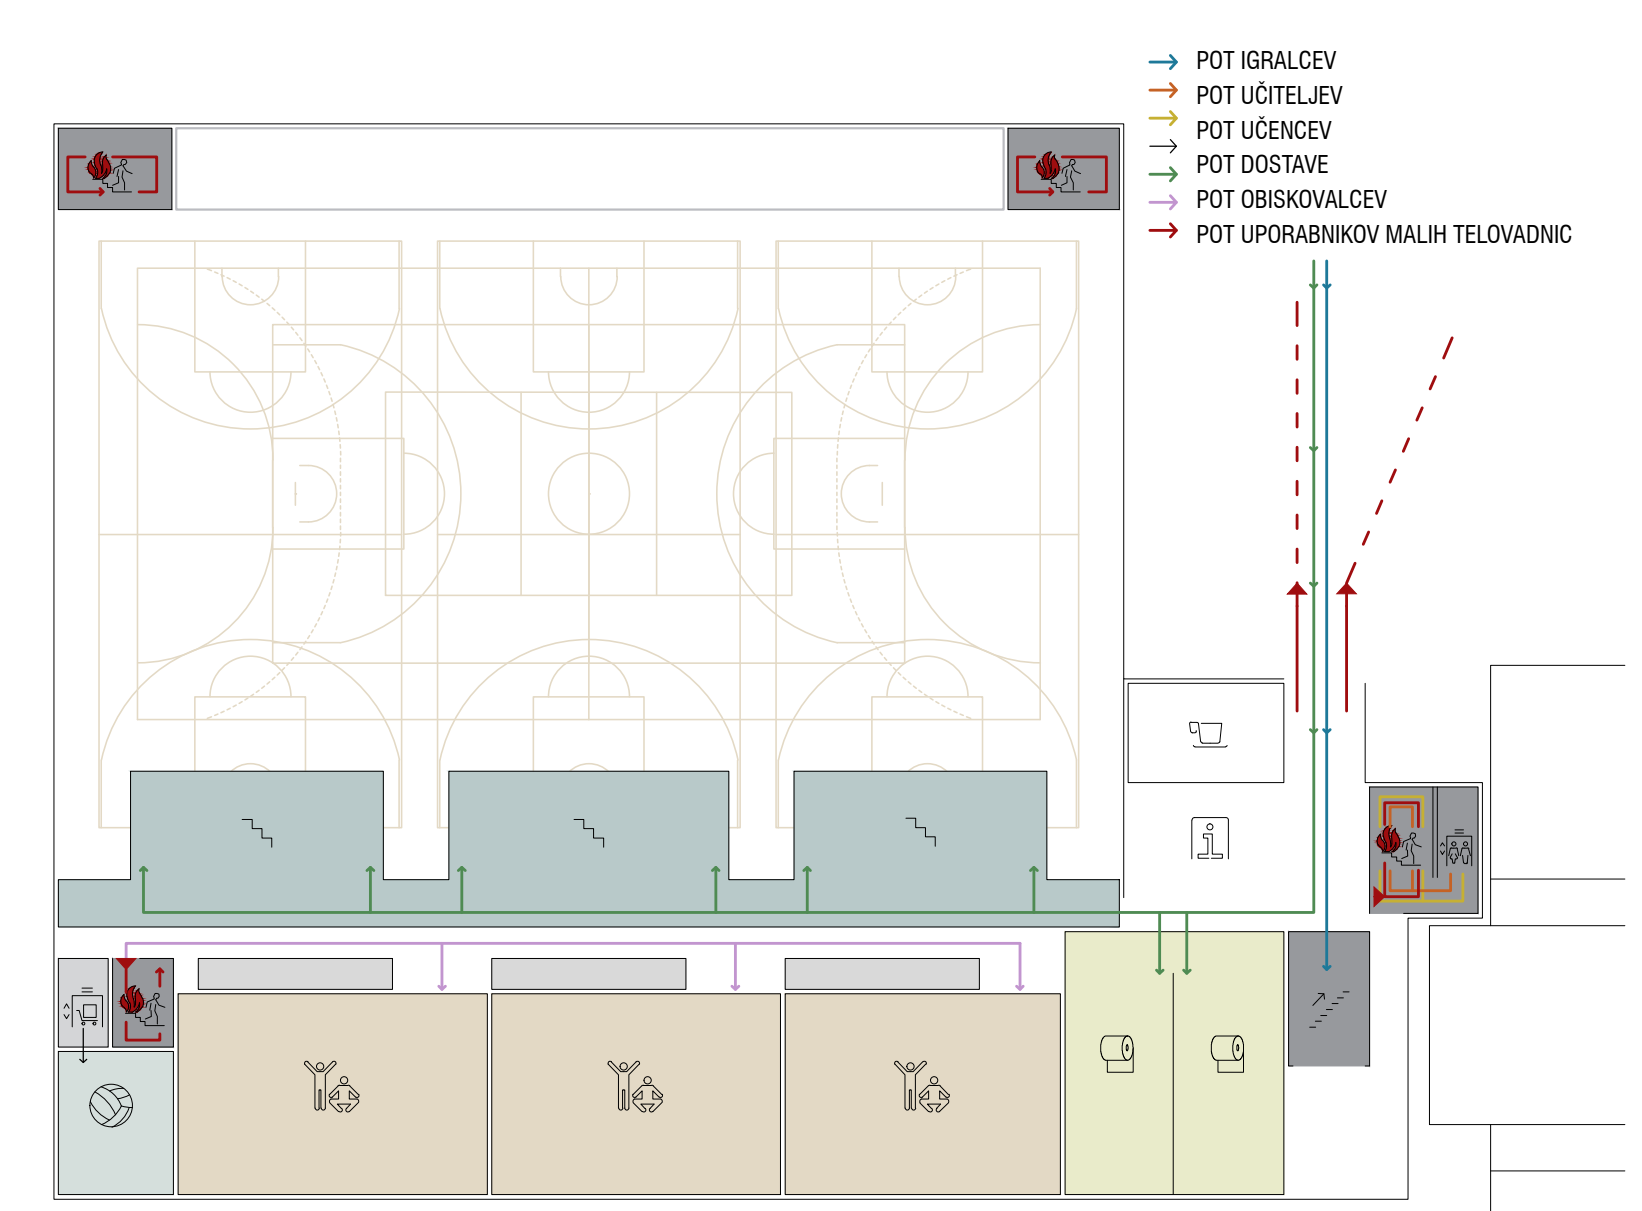 POT IGRALCEV
POT UČITELJEV
POT UČENCEV
POT DOSTAVE
POT OBISKOVALCEV
POT UPORABNIKOV MALIH TELOVADNIC